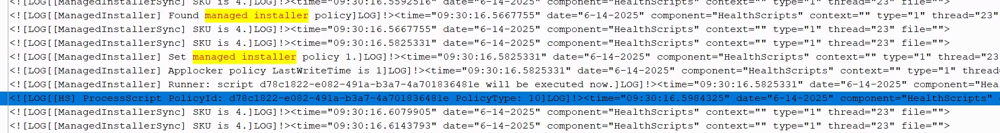 <![LOG[[ManagedInstallerSync] SKU is 4.]LOG]!><time="09:30:16.5592516" date="6-14-2025" component="HealthScripts" context="" type="1" thread="23" file="">
<![LOG[[ManagedInstaller] Found managed installer policy]LOG]!><time="09:30:16.5667755" date="6-14-2025" component="HealthScripts" context="" type="1" thread="23"
<![LOG[[ManagedInstallerSync] SKU is 4.]LOG]!><time="09:30:16.5667755" date="6-14-2025" component="HealthScripts" context="" type="1" thread="23" file="">
<![LOG[[ManagedInstallerSync] SKU is 4.]LOG]!><time="09:30:16.5825331" date="6-14-2025" component="HealthScripts" context="" type="1" thread="23" file="">
<![LOG[[ManagedInstaller] Set managed installer policy 1.]LOG]!><time="09:30:16.5825331" date="6-14-2025" component="HealthScripts" context="" type="1" thread="23
<![LOG[[ManagedInstaller] Applocker policy LastWriteTime is 1]LOG]!><time="09:30:16.5825331" date="6-14-2025" component="HealthScripts" context="" type="1" thread
<![LOG[[ManagedInstaller] Runner: script d78c1822-e082-491a-b3a7-4a701836481e will be executed now.]LOG]!><time="09:30:16.5825331" date="6-14-2025" component="Hea
<![LOG[[HS] ProcessScript PolicyId: d78c1822-e082-491a-b3a7-4a701836481e PolicyType: 10]LOG]!><time="09:30:16.5984325" date="6-14-2025" component="HealthScripts"
<![LOG[[ManagedInstallerSync] SKU is 4.]LOG]!><time="09:30:16.6079905" date="6-14-2025" component="HealthScripts" context="" type="1" thread="23" file="">
<![LOG[[ManagedInstallerSync] SKU is 4.]LOG]!><time="09:30:16.6143793" date="6-14-2025" component="HealthScripts" context="" type="1" thread="23" file="">